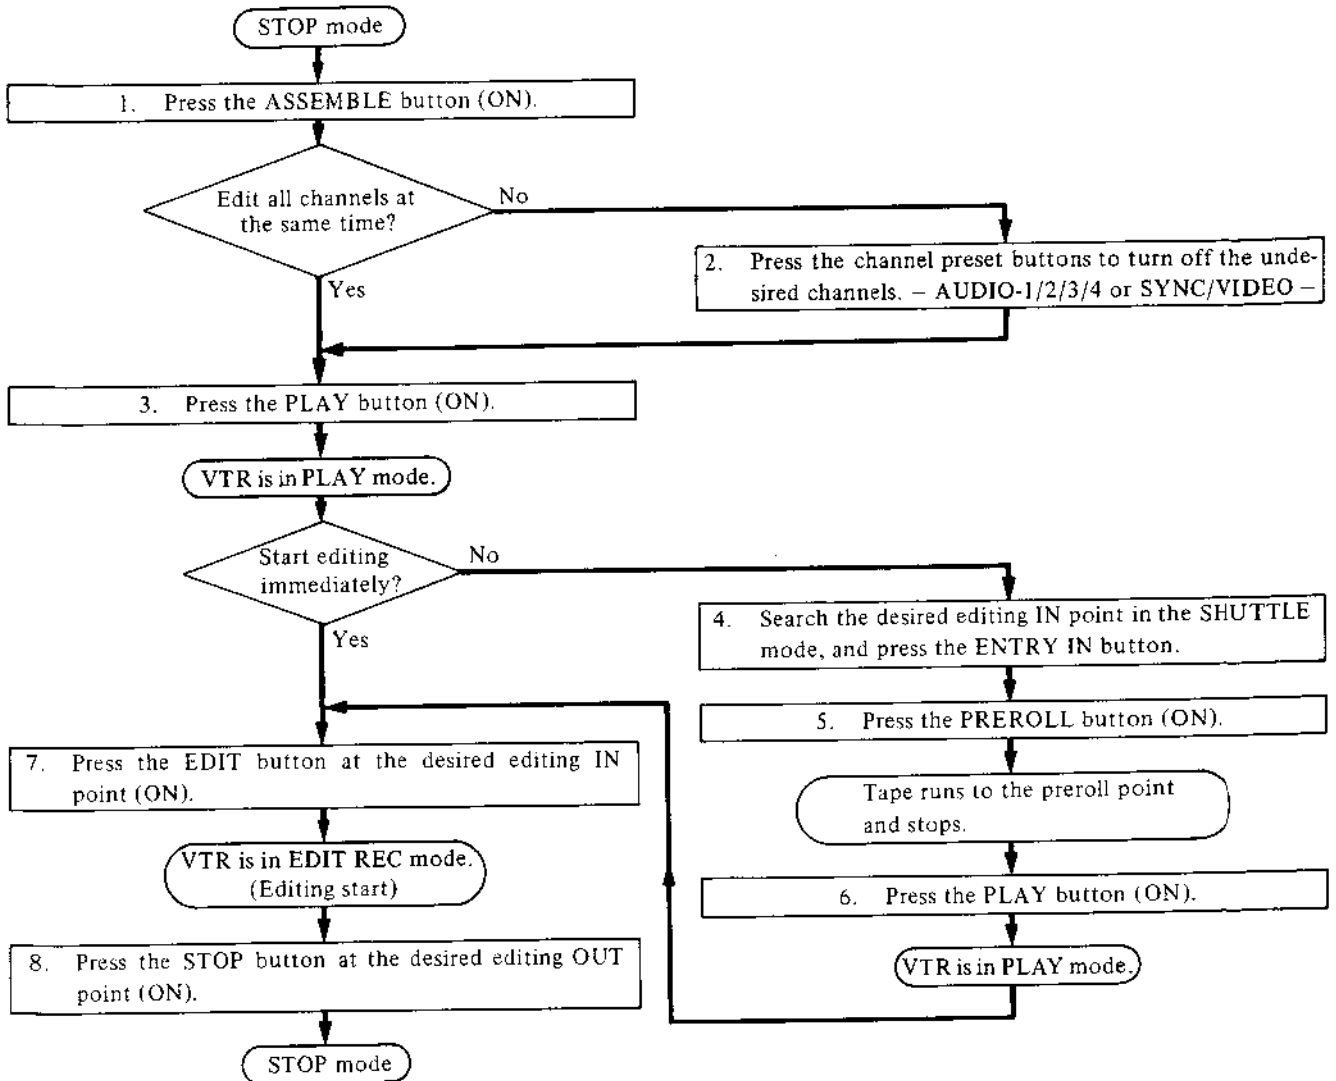 STOP mode
1. Press the ASSEMBLE button (ON).
Edit all channels at
the same time?
No
Yes
2. Press the channel preset buttons to turn off the unde-
sired channels. – AUDIO-1/2/3/4 or SYNC/VIDEO –
3. Press the PLAY button (ON).
VTR is in PLAY mode.
Start editing
immediately?
No
Yes
4. Search the desired editing IN point in the SHUTTLE
mode, and press the ENTRY IN button.
5. Press the PREROLL button (ON).
Tape runs to the preroll point
and stops.
6. Press the PLAY button (ON).
VTR is in PLAY mode.
7. Press the EDIT button at the desired editing IN
point (ON).
VTR is in EDIT REC mode.
(Editing start)
8. Press the STOP button at the desired editing OUT
point (ON).
STOP mode